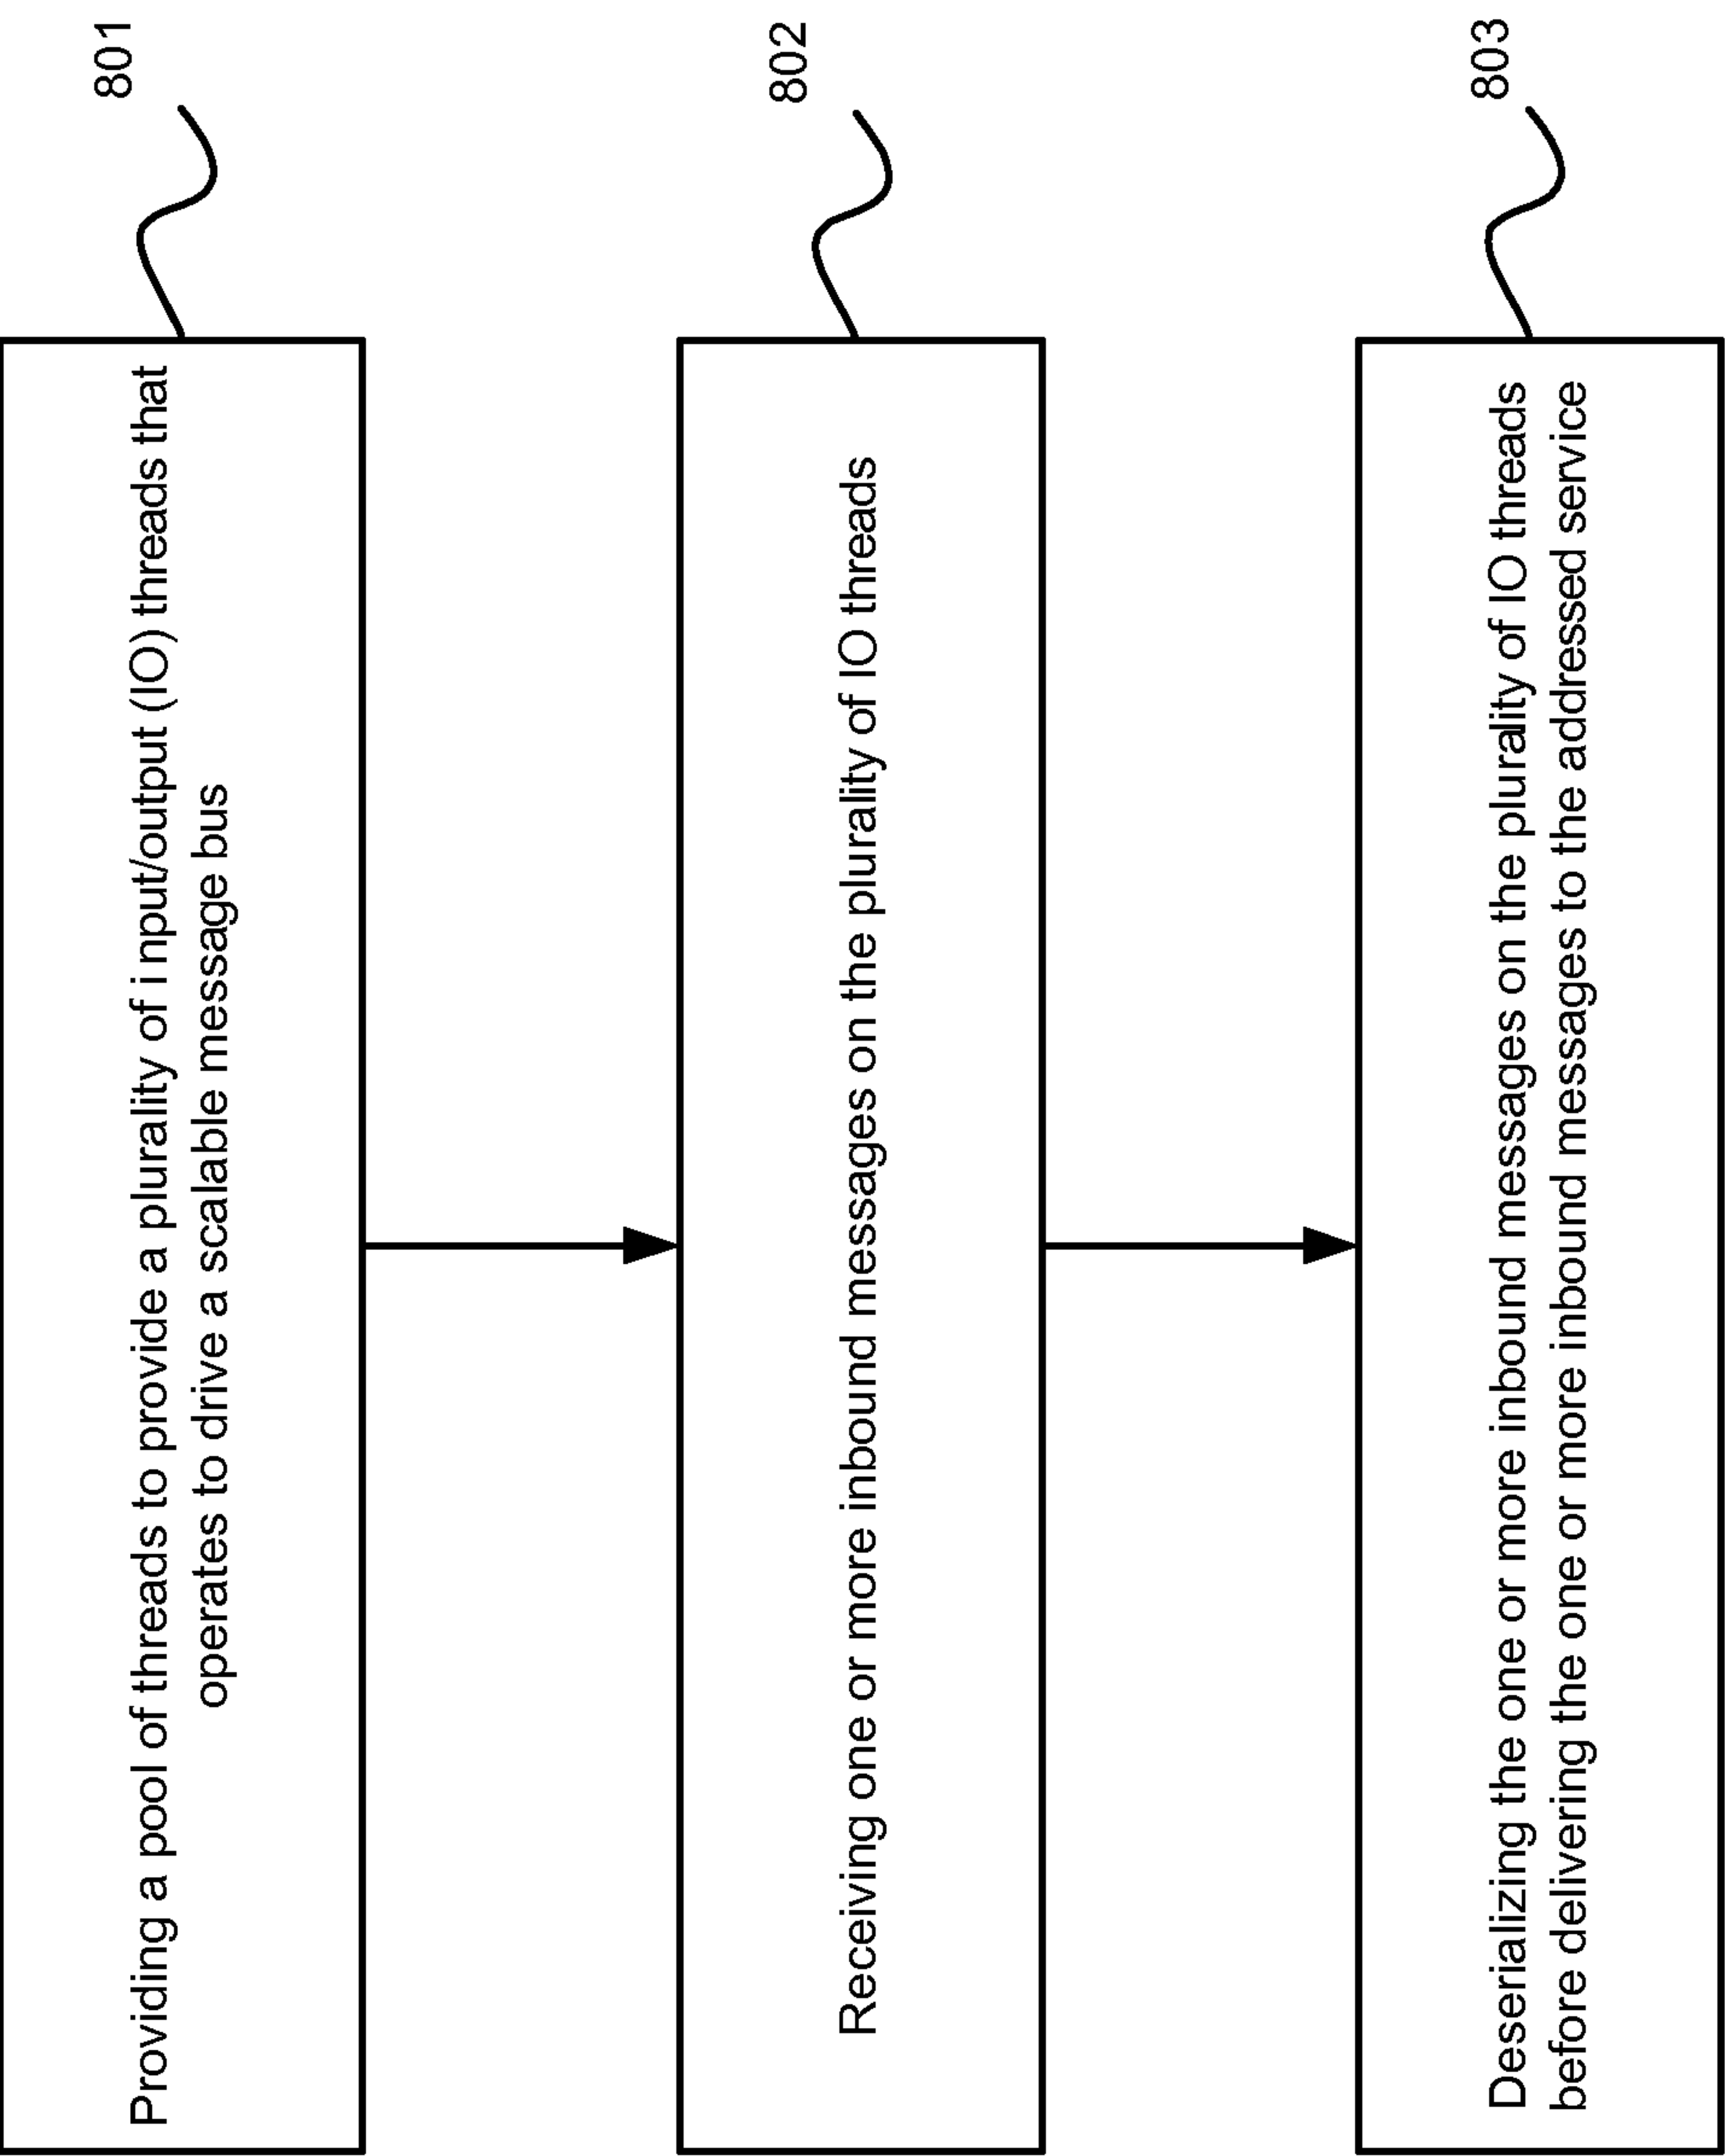 Providing a pool of threads to provide a plurality of input/output (IO) threads that
operates to drive a scalable message bus
801
Receiving one or more inbound messages on the plurality of IO threads
802
Deserializing the one or more inbound messages on the plurality of IO threads
before delivering the one or more inbound messages to the addressed service
803